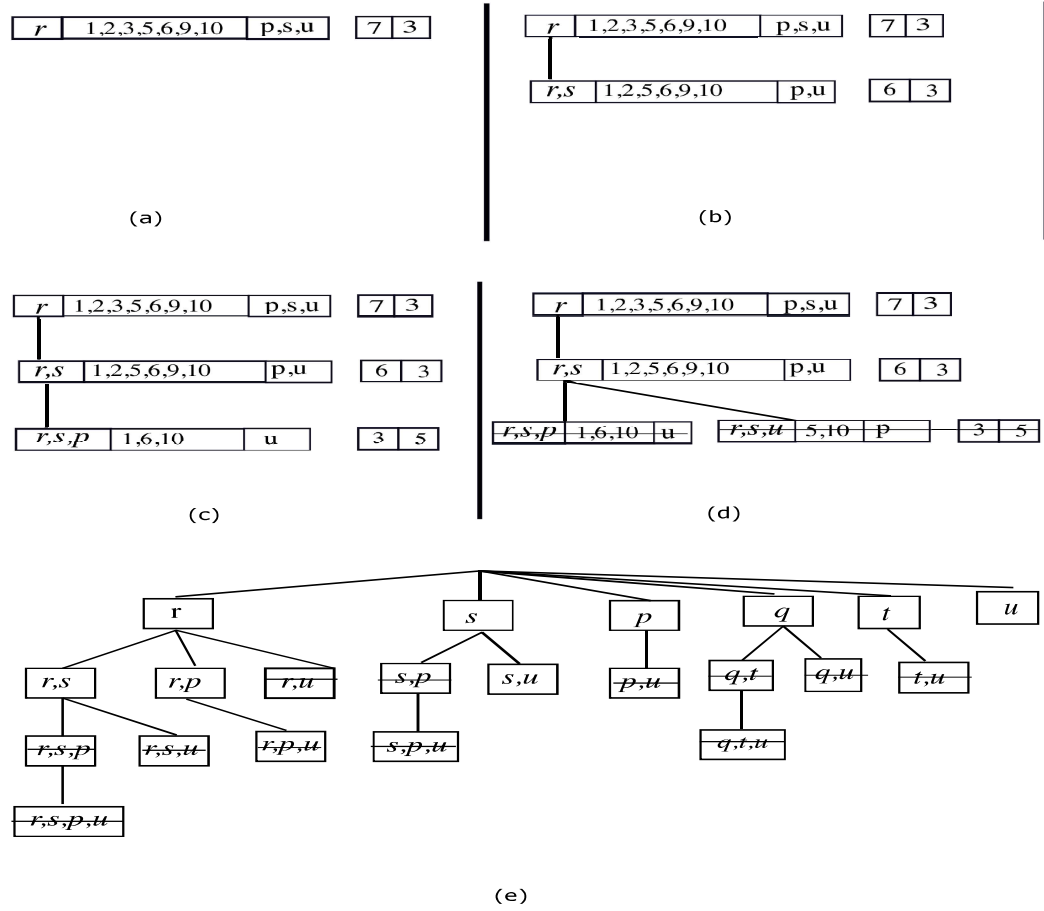 r 1,2,3,5,6,9,10 p,s,u 7 3
(a)
r 1,2,3,5,6,9,10 p,s,u 7 3
r,s 1,2,5,6,9,10 p,u 6 3
(b)
r 1,2,3,5,6,9,10 p,s,u 7 3
r,s 1,2,5,6,9,10 p,u 6 3
r,s,p 1,6,10 u 3 5
(c)
r 1,2,3,5,6,9,10 p,s,u 7 3
r,s 1,2,5,6,9,10 p,u 6 3
r,s,p 1,6,10 u r,s,u 5,10 p 3 5
(d)
r s p q t u
r,s r,p r,u s,p s,u p,u q,t q,u t,u
r,s,p r,s,u r,p,u s,p,u q,t,u
r,s,p,u
(e)